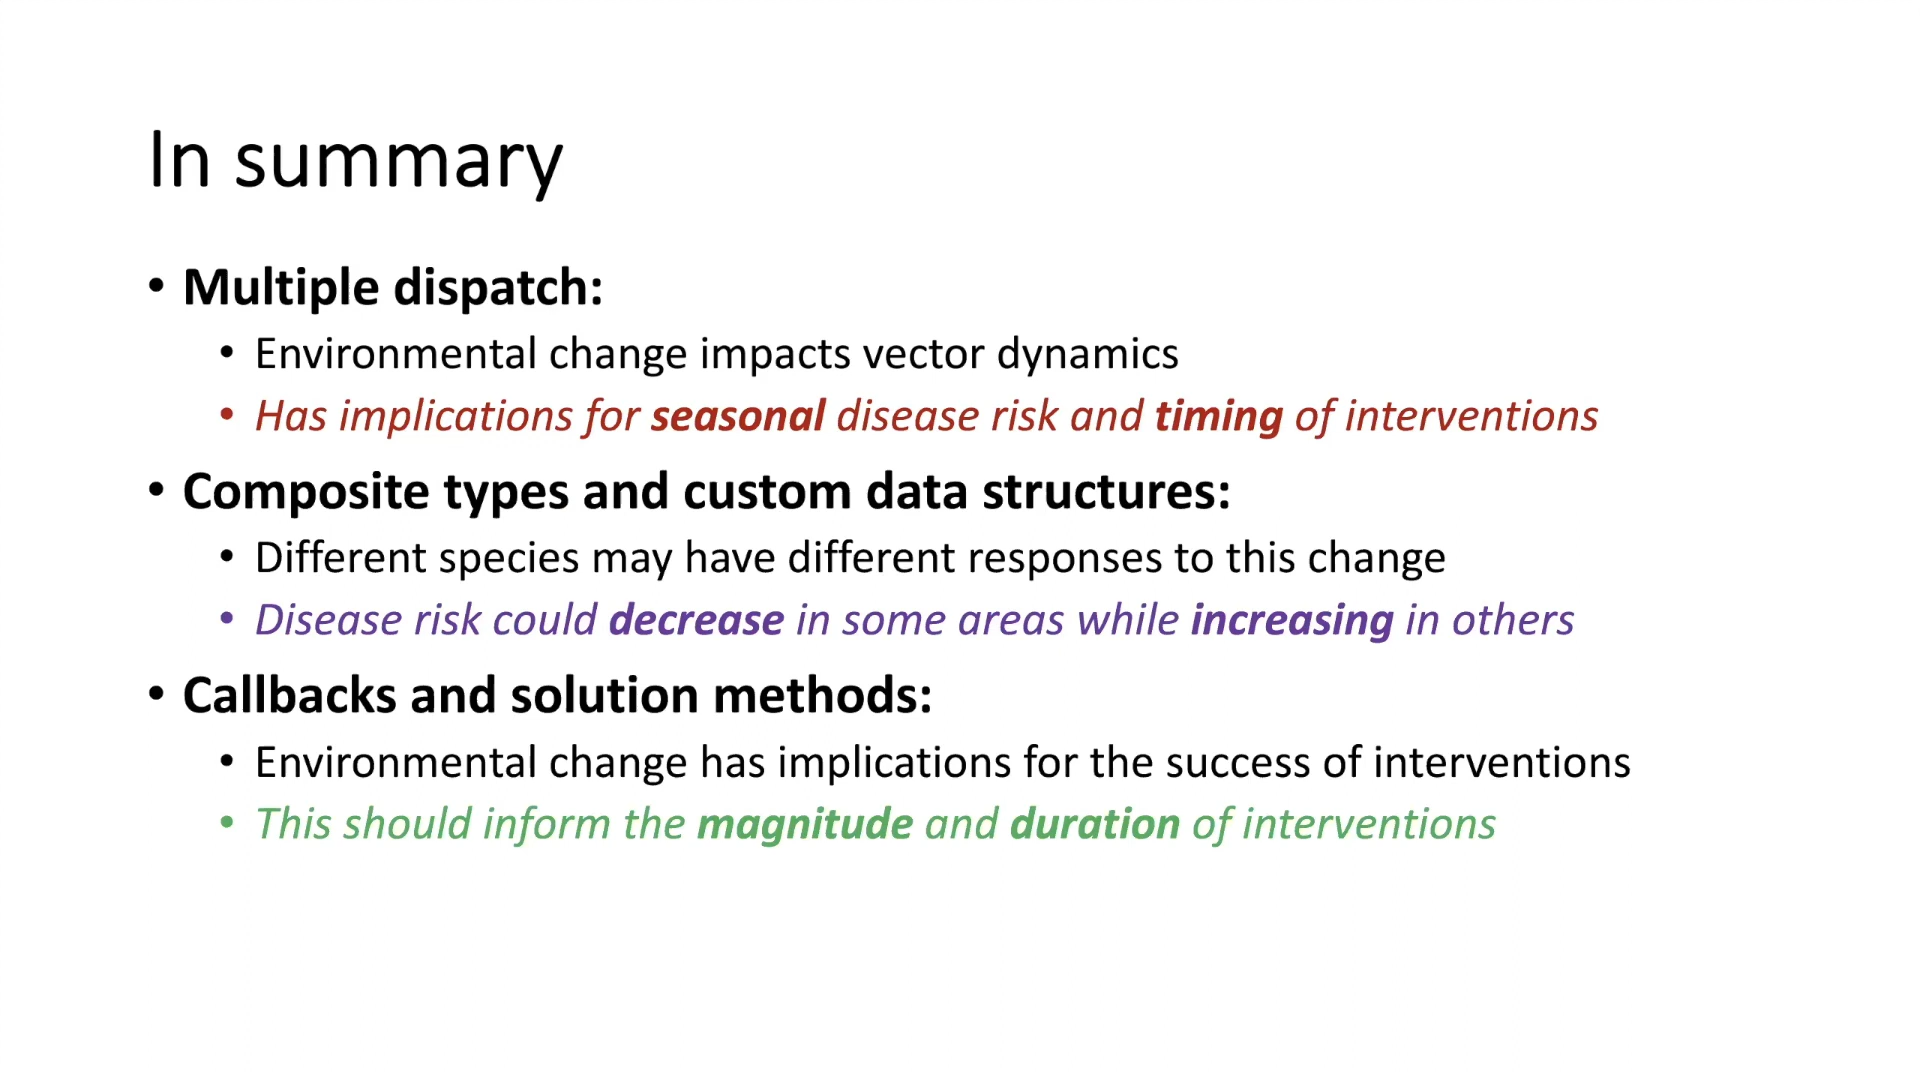 In summary
• Multiple dispatch:
• Environmental change impacts vector dynamics
• Has implications for seasonal disease risk and timing of interventions
• Composite types and custom data structures:
• Different species may have different responses to this change
• Disease risk could decrease in some areas while increasing in others
• Callbacks and solution methods:
• Environmental change has implications for the success of interventions
• This should inform the magnitude and duration of interventions